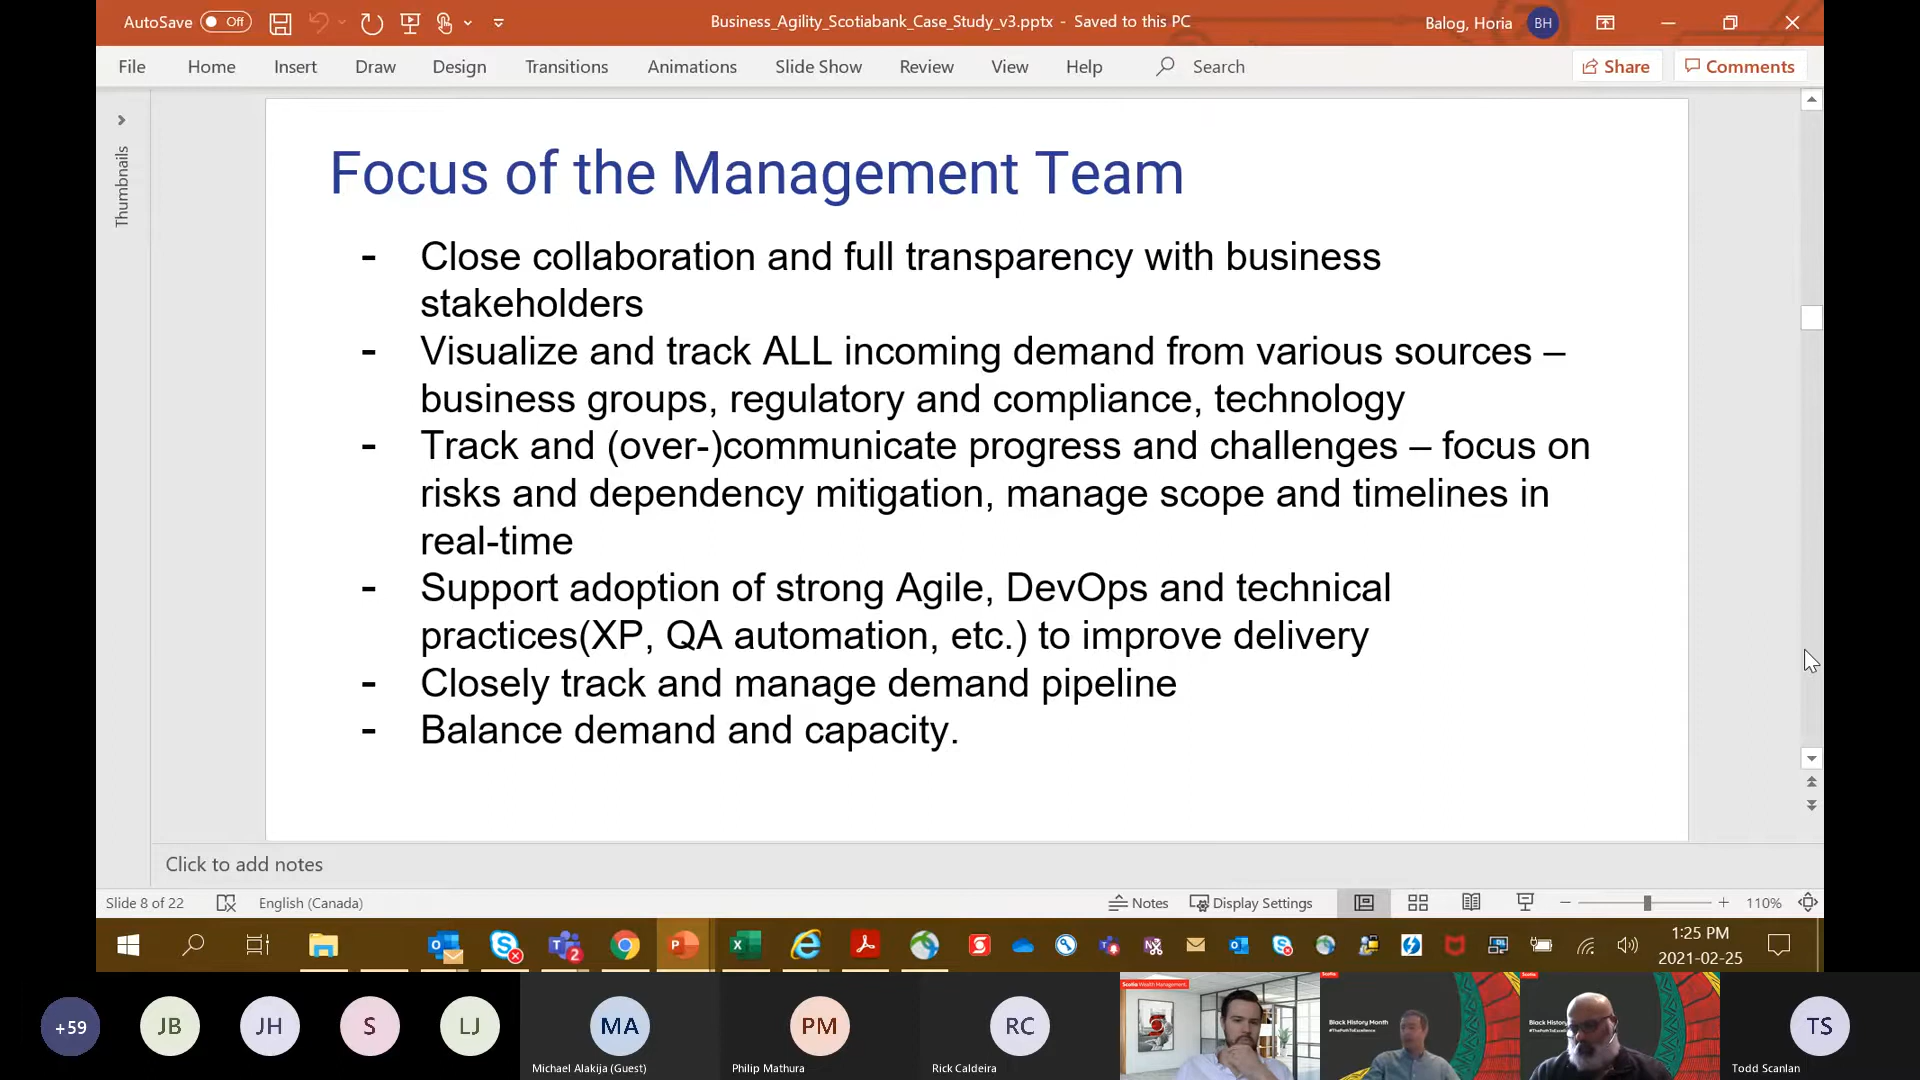 AutoSave Off
Business_Agility_Scotiabank_Case_Study_v3.pptx - Saved to this PC
Balog, Horia BH
File Home Insert Draw Design Transitions Animations Slide Show Review View Help Search Share Comments
Thumbnails
Focus of the Management Team
- Close collaboration and full transparency with business
stakeholders
- Visualize and track ALL incoming demand from various sources –
business groups, regulatory and compliance, technology
- Track and (over-)communicate progress and challenges – focus on
risks and dependency mitigation, manage scope and timelines in
real-time
- Support adoption of strong Agile, DevOps and technical
practices(XP, QA automation, etc.) to improve delivery
- Closely track and manage demand pipeline
- Balance demand and capacity.
Click to add notes
Slide 8 of 22 English (Canada) Notes Display Settings 110%
1:25 PM
2021-02-25
+59 JB JH S LJ MA PM RC TS
Scotia Wealth Management
Black History Month
#ThePathToExcellence
Michael Alakija (Guest) Philip Mathura Rick Caldeira Todd Scanlan